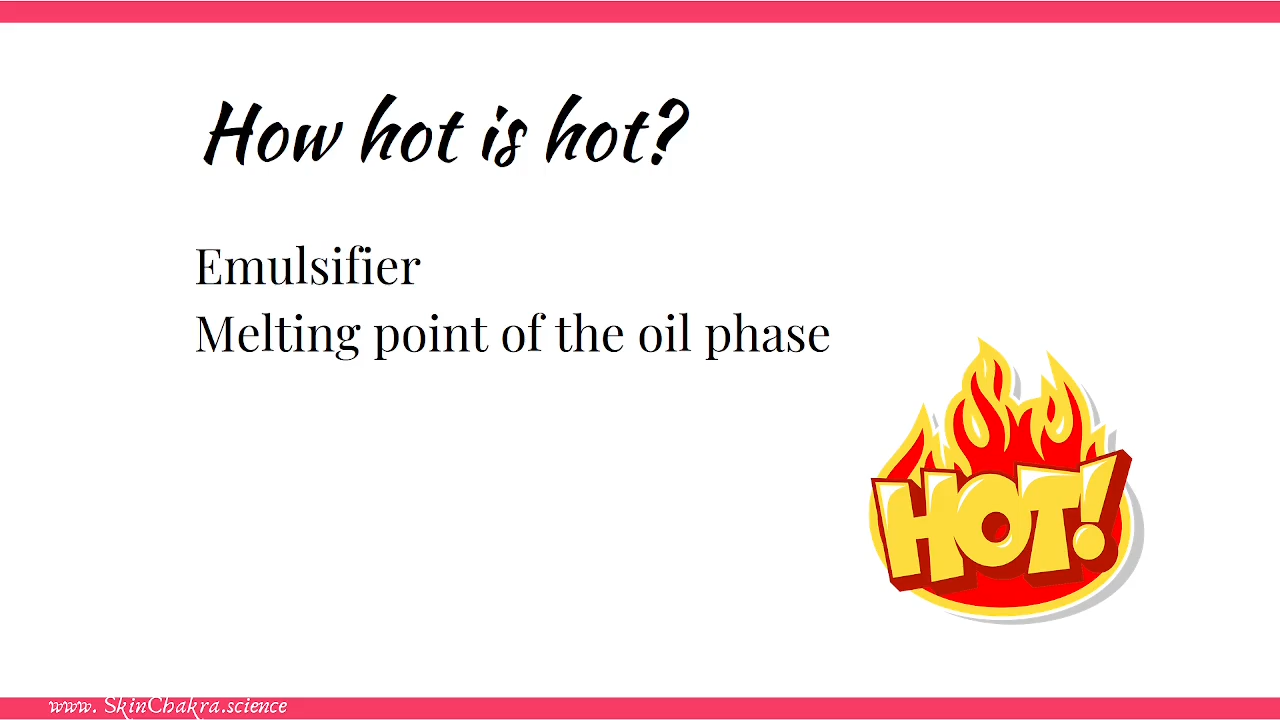 How hot is hot?
Emulsifier
Melting point of the oil phase
HOT!
www. SkinChakra.science